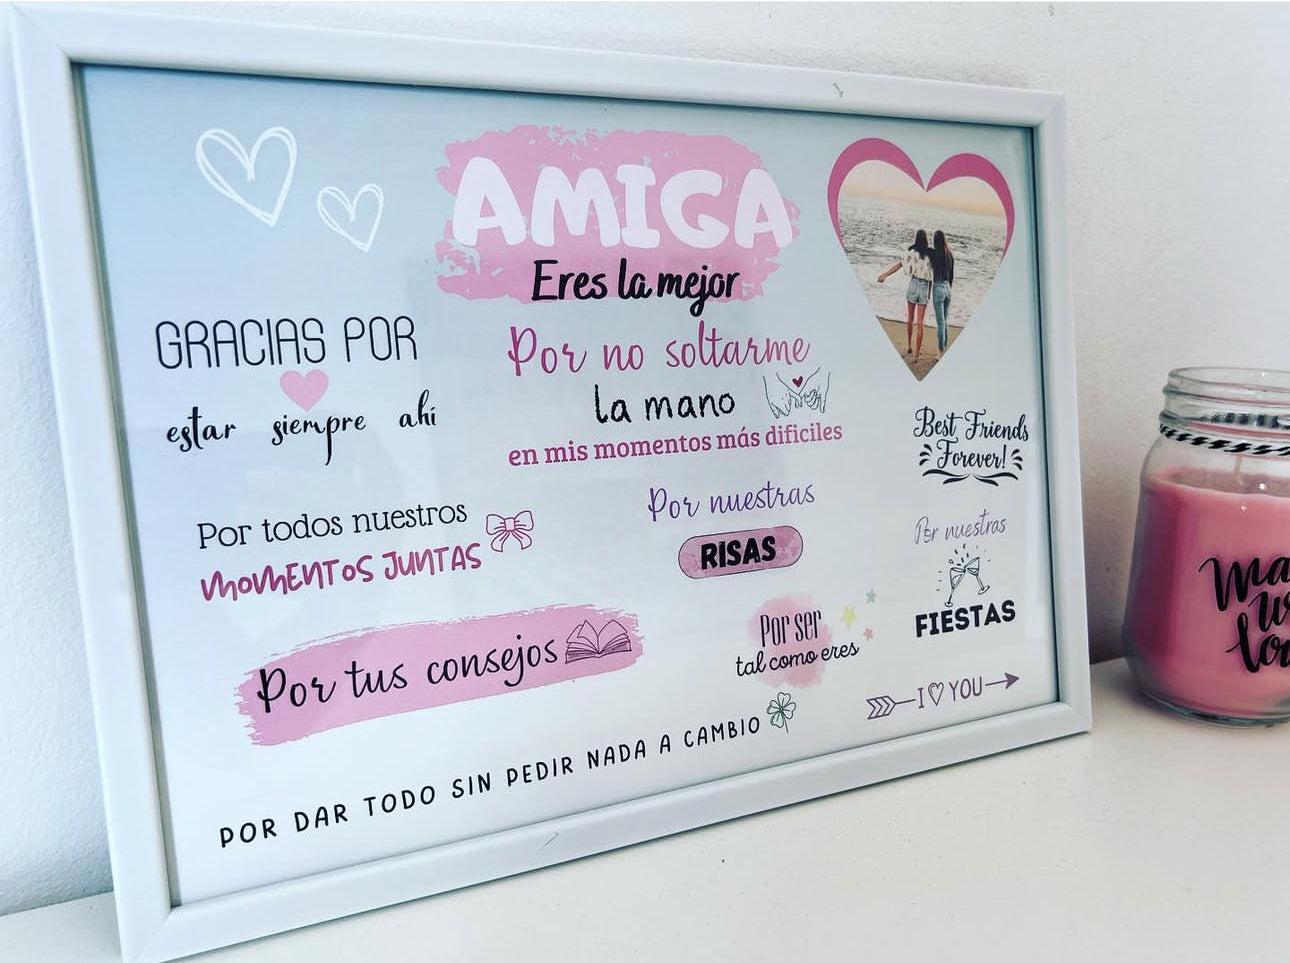 AMIGA
Eres la mejor
GRACIAS POR
estar siempre ahí
Por no soltarme
la mano
en mis momentos más dificiles
Best Friends
Forever!
Por todos nuestros
MOMENTOS JUNTAS
Por nuestras
RISAS
Por nuestras
FIESTAS
Por tus consejos
Por ser
tal como eres
I YOU
POR DAR TODO SIN PEDIR NADA A CAMBIO